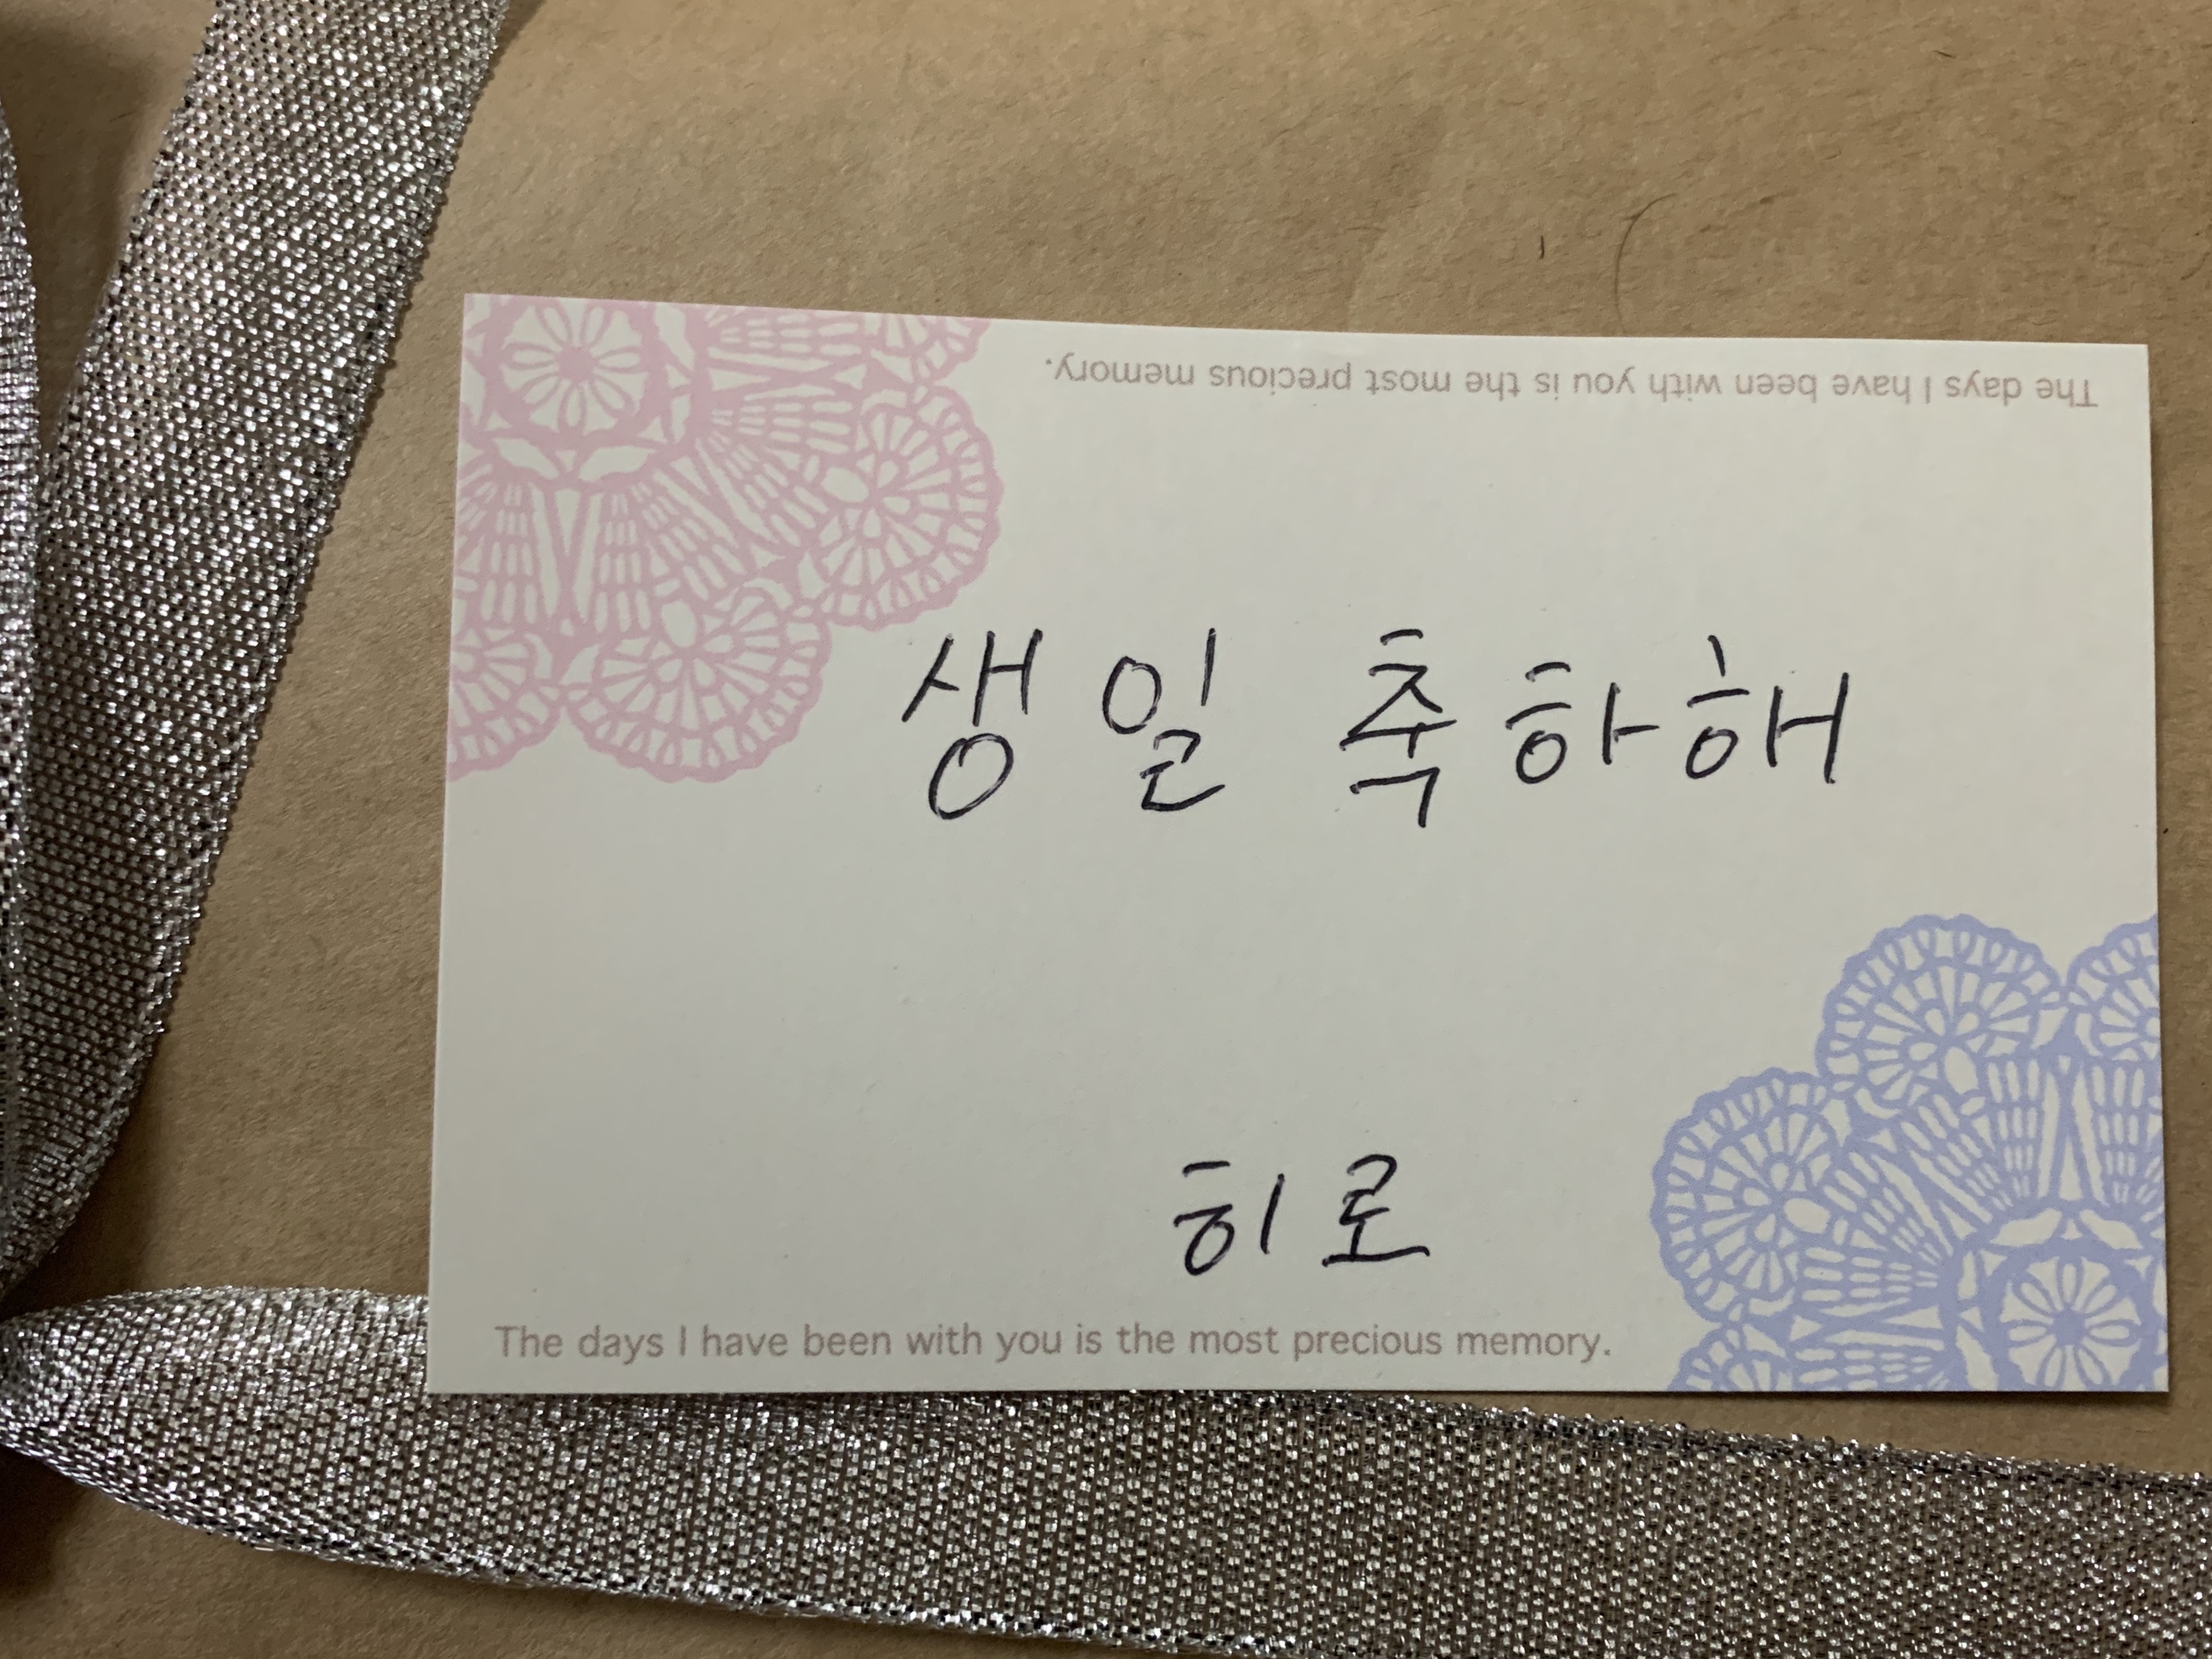 The days I have been with you is the most precious memory.
생일 축하해
히로
The days I have been with you is the most precious memory.